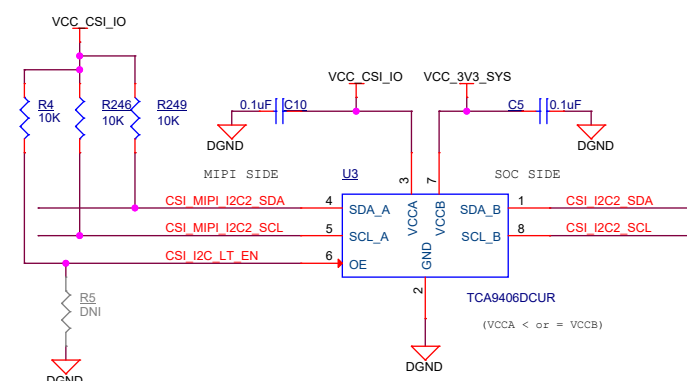 VCC_CSI_IO
R4
10K
R246
10K
R249
10K
VCC_CSI_IO
VCC_3V3_SYS
0.1uF
C10
C5
0.1uF
DGND
DGND
MIPI SIDE
U3
SOC SIDE
3
7
CSI_MIPI_I2C2_SDA
4
SDA_A
VCCA
VCCB
SDA_B
1
CSI_I2C2_SDA
CSI_MIPI_I2C2_SCL
5
SCL_A
SCL_B
8
CSI_I2C2_SCL
CSI_I2C_LT_EN
6
OE
GND
2
R5
DNI
TCA9406DCUR
(VCCA < or = VCCB)
DGND
DGND